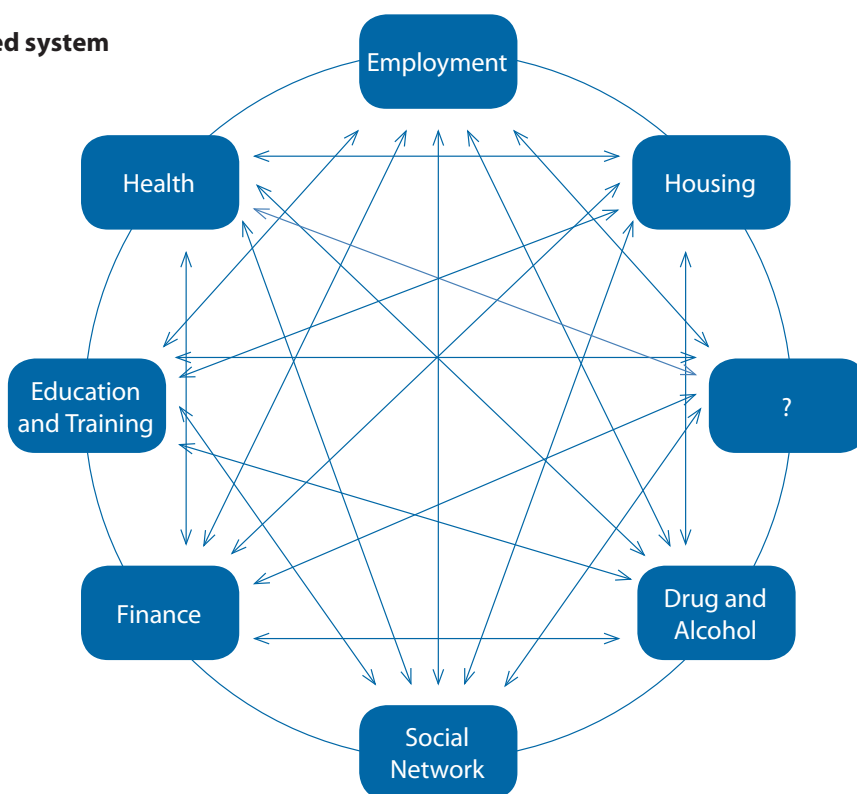 ed system
Employment
Health
Housing
Education
and Training
?
Finance
Drug and
Alcohol
Social
Network